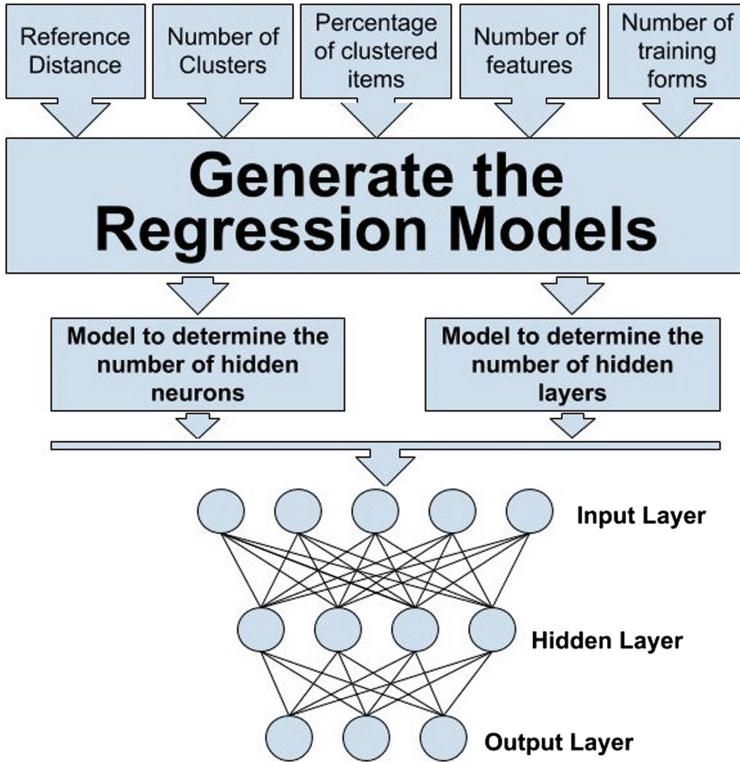 Reference
Distance
Number of
Clusters
Percentage
of clustered
items
Number of
features
Number of
training
forms
Generate the
Regression Models
Model to determine the
number of hidden
neurons
Model to determine the
number of hidden
layers
Input Layer
Hidden Layer
Output Layer